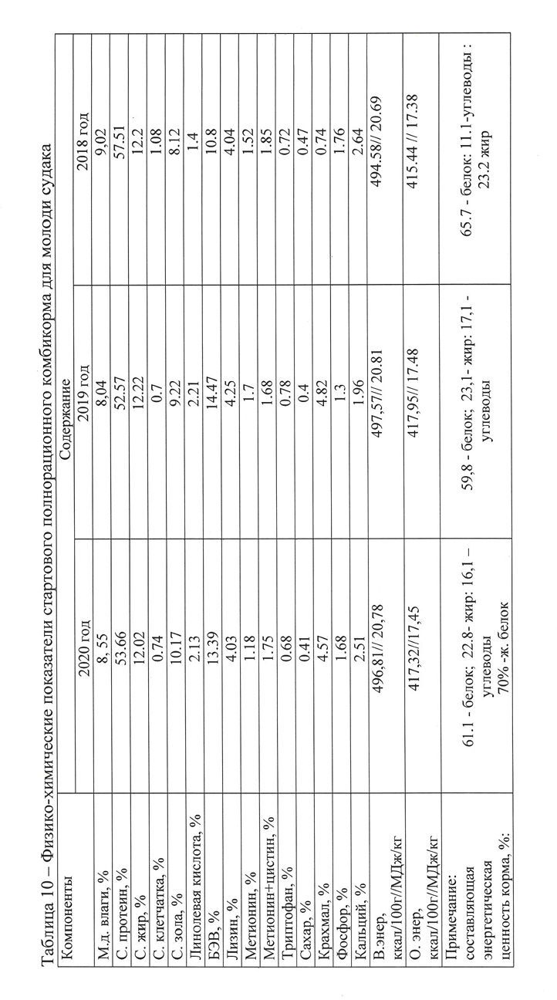 Таблица 10 – Физико-химические показатели стартового полнорационного комбикорма для молоди судака
Компоненты Содержание
2020 год 2019 год 2018 год
М.д. влаги, % 8, 55 8,04 9,02
С. протеин, % 53.66 52.57 57.51
С. жир, % 12.02 12.22 12.2
С. клетчатка, % 0.74 0.7 1.08
С. зола, % 10.17 9.22 8.12
Линолевая кислота, % 2.13 2.21 1.4
БЭВ, % 13.39 14.47 10.8
Лизин, % 4.03 4.25 4.04
Метионин, % 1.18 1.7 1.52
Метионин+цистин, % 1.75 1.68 1.85
Триптофан, % 0.68 0.78 0.72
Сахар, % 0.41 0.4 0.47
Крахмал, % 4.57 4.82 0.74
Фосфор, % 1.68 1.3 1.76
Кальций, % 2.51 1.96 2.64
В.энер, 496,81// 20,78 497,57// 20.81 494.58// 20.69
ккал/100г//МДж/кг
О. энер, 417,32//17,45 417,95// 17.48 415.44 // 17.38
ккал/100г//МДж/кг
Примечание: 61.1 - белок; 22.8- жир: 16,1 – 59,8 - белок; 23,1- жир: 17,1 - 65.7 - белок: 11.1-углеводы :
составляющая углеводы углеводы 23.2 жир
энергетическая 70% -ж. белок
ценность корма, %: